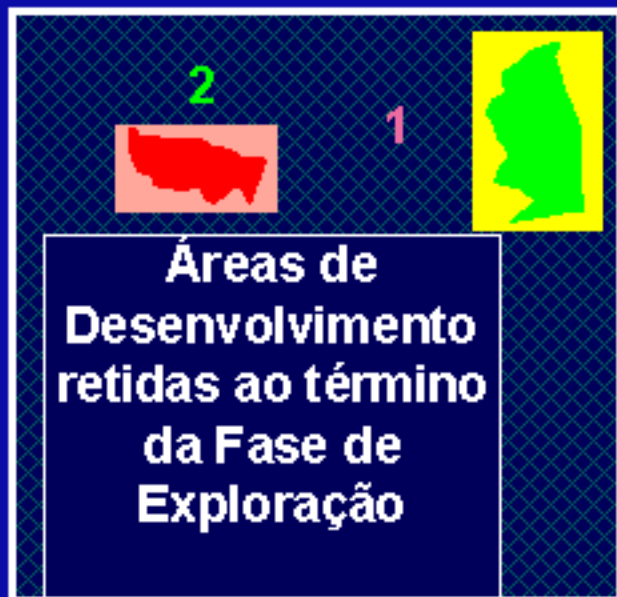 2
1
Áreas de
Desenvolvimento
retidas ao término
da Fase de
Exploração